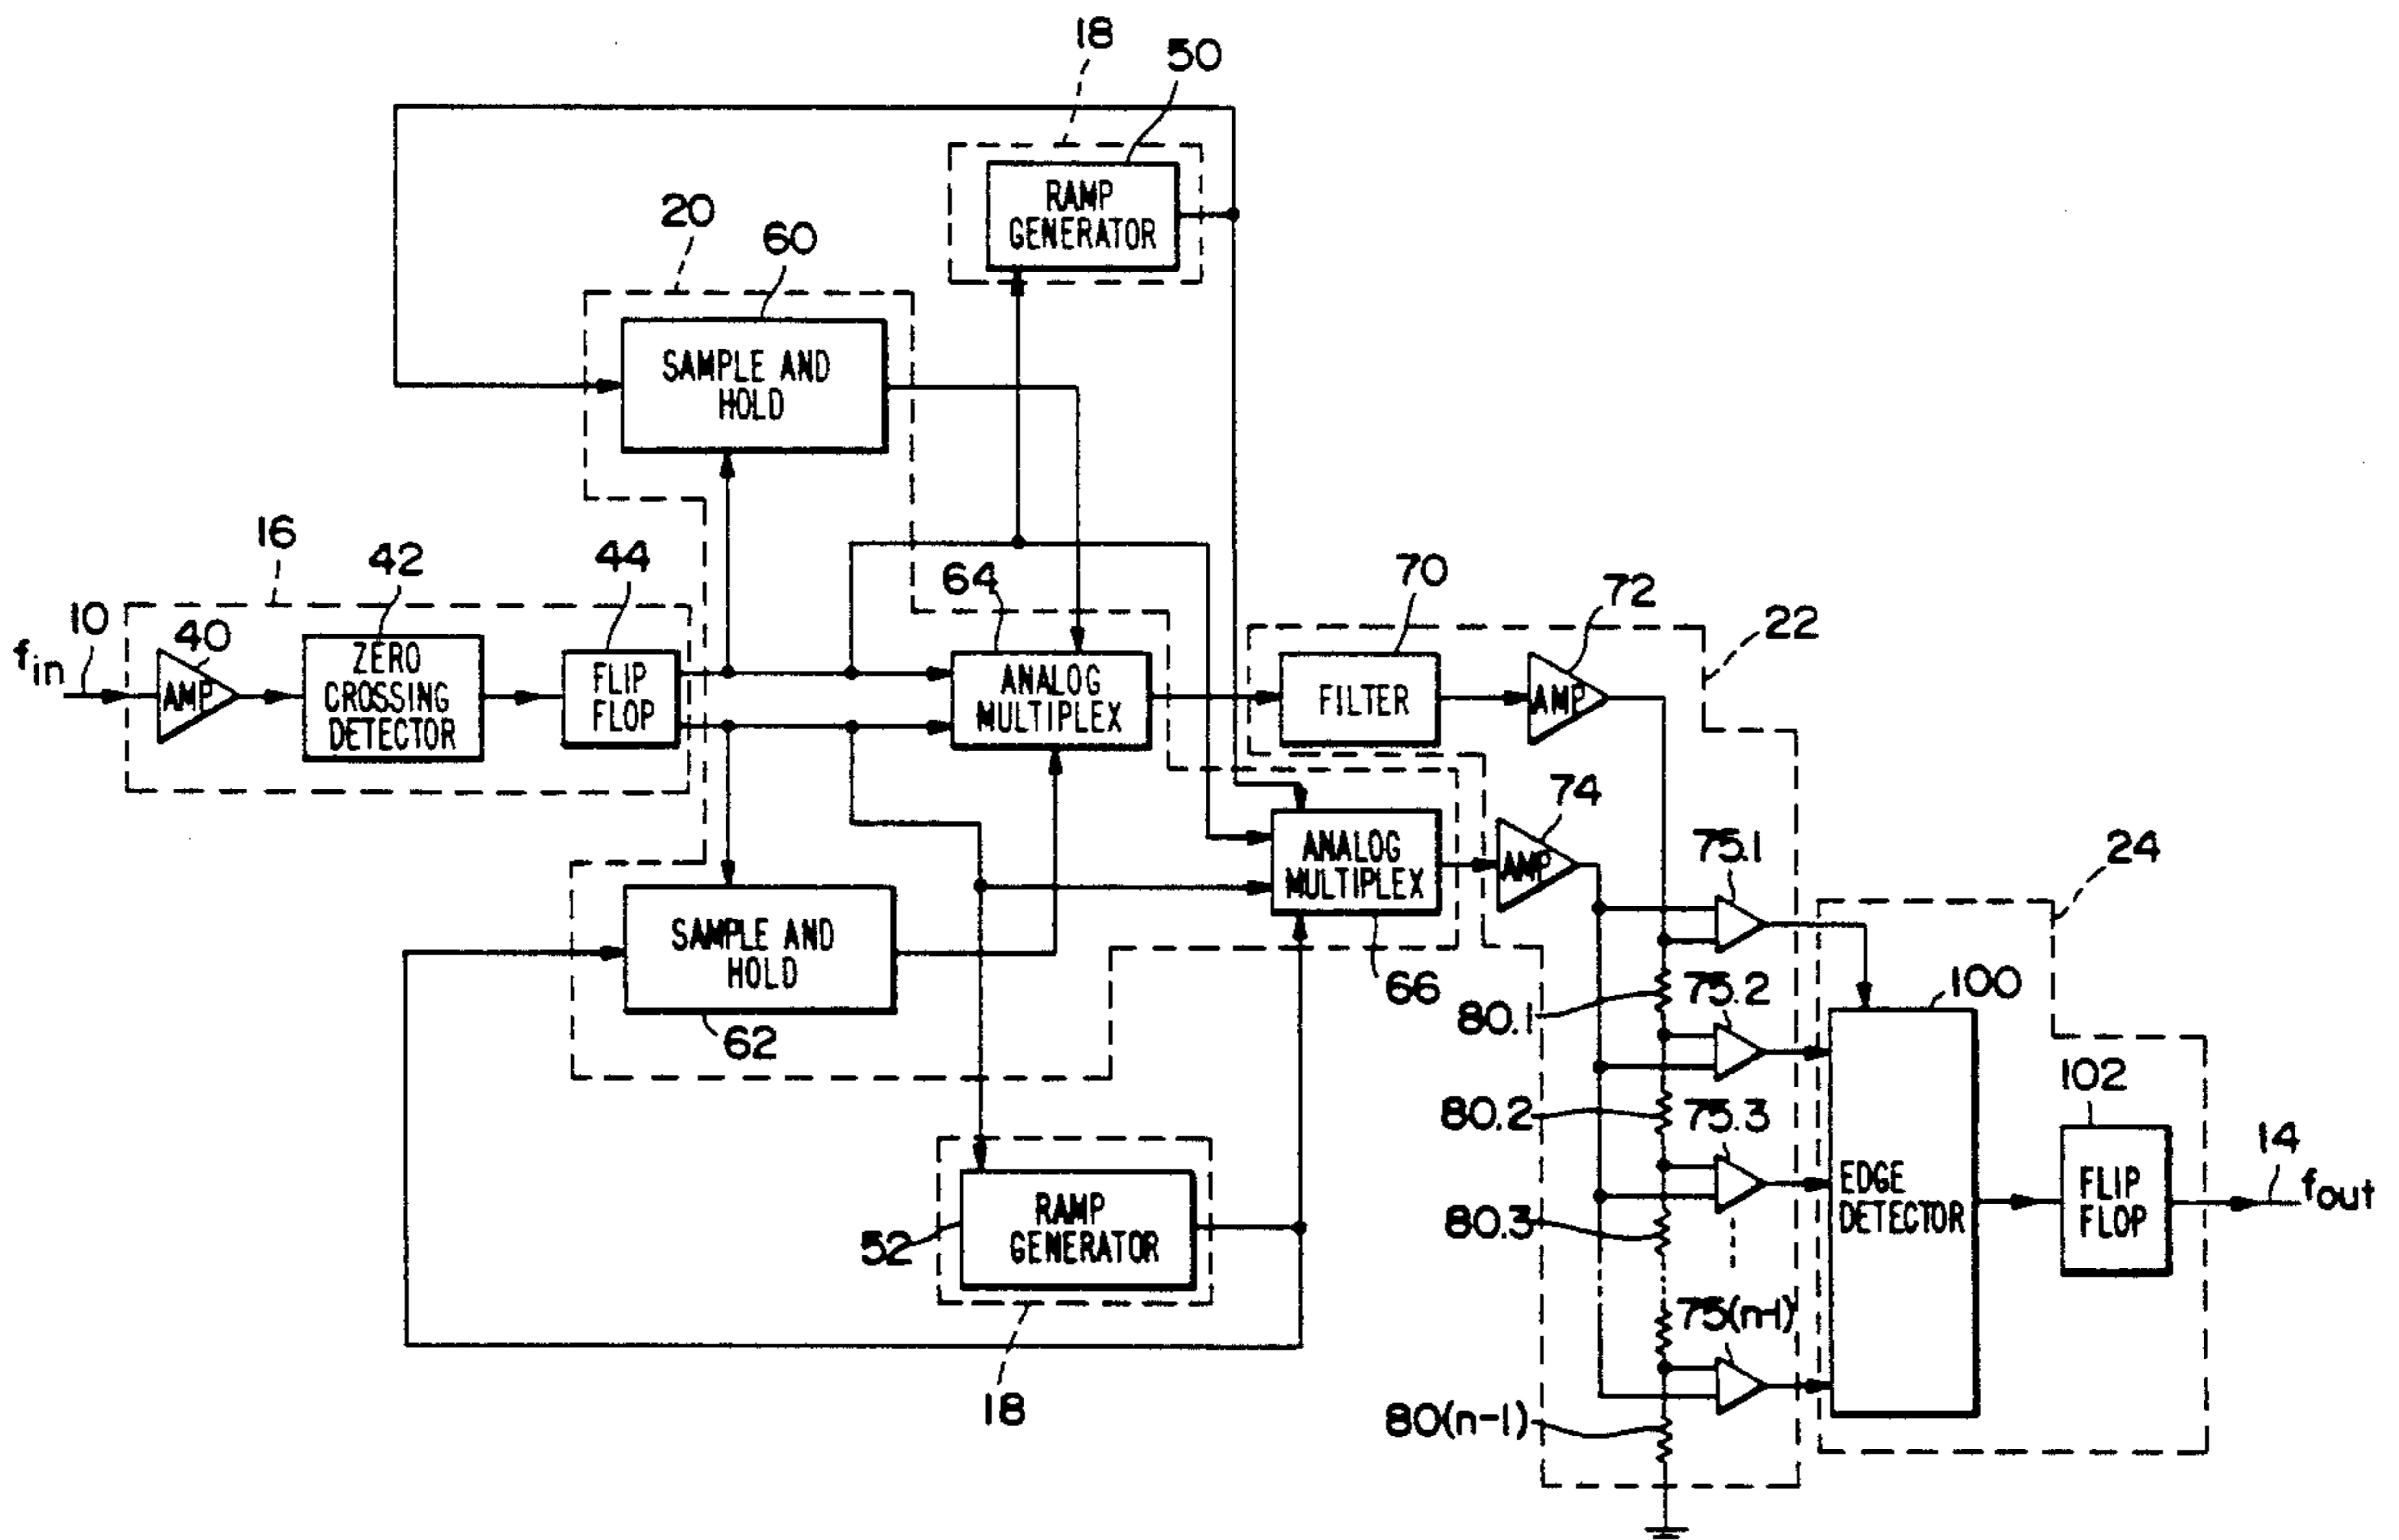 18
50
RAMP
GENERATOR
20
60
SAMPLE AND
HOLD
16
42
44
64
70
72
22
10
fin
40
AMP
ZERO
CROSSING
DETECTOR
FLIP
FLOP
ANALOG
MULTIPLEX
FILTER
AMP
74
AMP
ANALOG
MULTIPLEX
66
75.1
24
SAMPLE AND
HOLD
62
80.1
75.2
100
80.2
75.3
102
EDGE
DETECTOR
FLIP
FLOP
14
fout
52
RAMP
GENERATOR
80.3
18
75(n-1)
80(n-1)